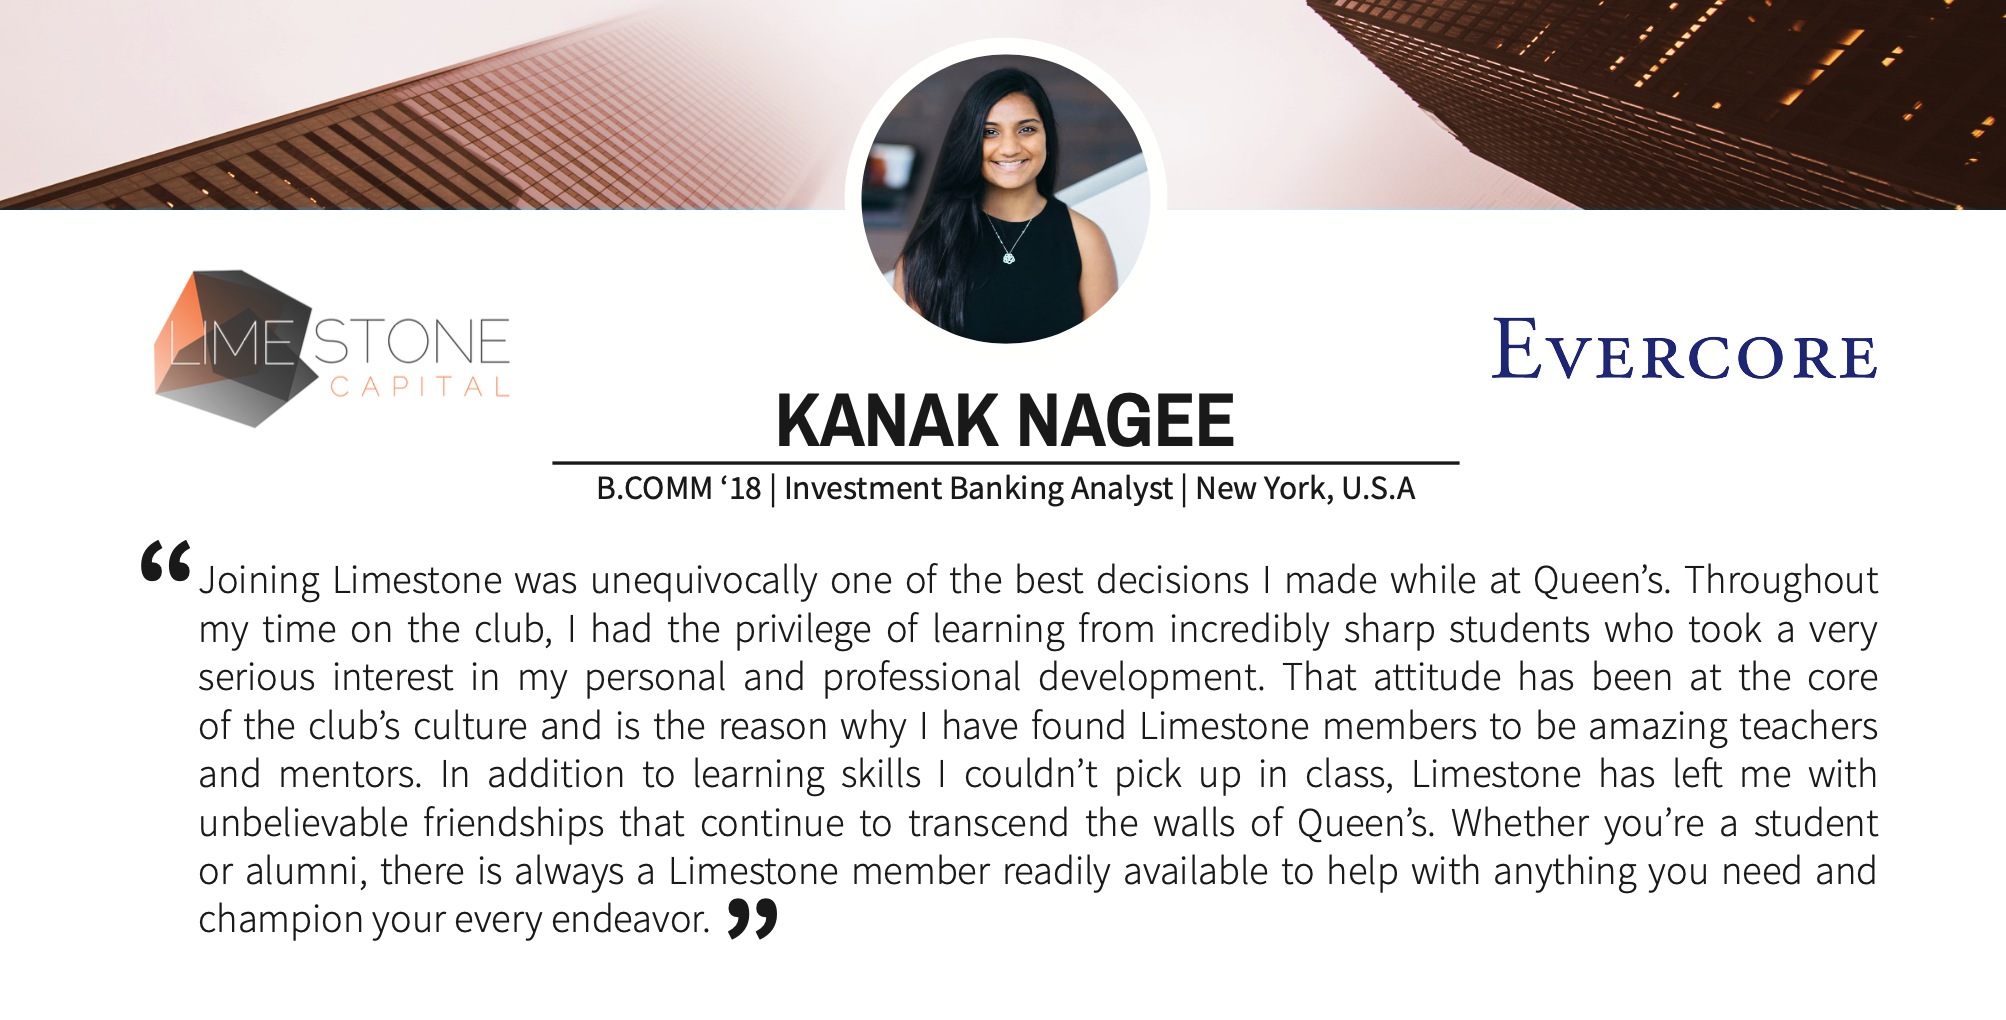 LIMESTONE
CAPITAL
EVERCORE
KANAK NAGEE
B.COMM ‘18 | Investment Banking Analyst | New York, U.S.A
“ Joining Limestone was unequivocally one of the best decisions I made while at Queen’s. Throughout
my time on the club, I had the privilege of learning from incredibly sharp students who took a very
serious interest in my personal and professional development. That attitude has been at the core
of the club’s culture and is the reason why I have found Limestone members to be amazing teachers
and mentors. In addition to learning skills I couldn’t pick up in class, Limestone has left me with
unbelievable friendships that continue to transcend the walls of Queen’s. Whether you’re a student
or alumni, there is always a Limestone member readily available to help with anything you need and
champion your every endeavor. ”